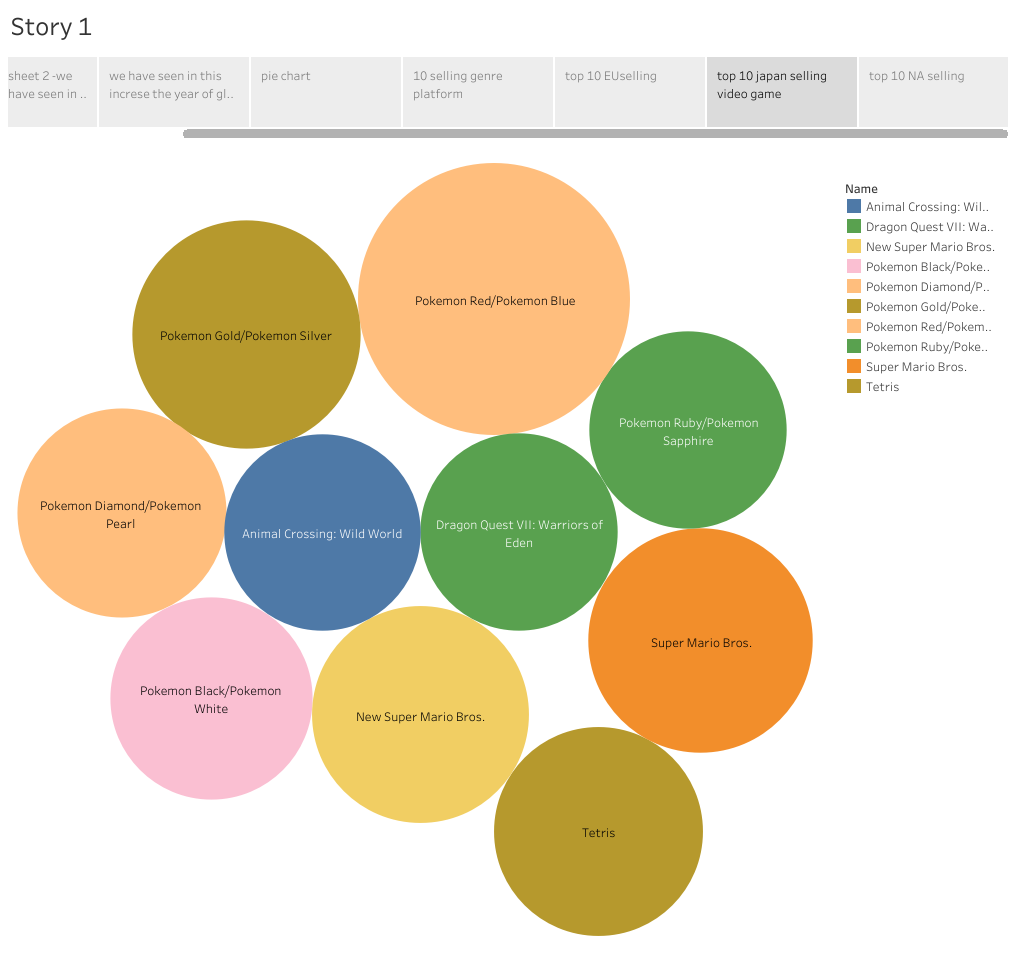 Story 1
sheet 2 -we
have seen in ..
we have seen in this
increse the year of gl..
pie chart
10 selling genre
platform
top 10 EUselling
top 10 japan selling
video game
top 10 NA selling
Name
Animal Crossing: Wil..
Dragon Quest VII: Wa..
New Super Mario Bros.
Pokemon Black/Poke..
Pokemon Diamond/P..
Pokemon Gold/Poke..
Pokemon Red/Pokem..
Pokemon Ruby/Poke..
Super Mario Bros.
Tetris
Pokemon Red/Pokemon Blue
Pokemon Gold/Pokemon Silver
Pokemon Ruby/Pokemon
Sapphire
Pokemon Diamond/Pokemon
Pearl
Animal Crossing: Wild World
Dragon Quest VII: Warriors of
Eden
Super Mario Bros.
Pokemon Black/Pokemon
White
New Super Mario Bros.
Tetris